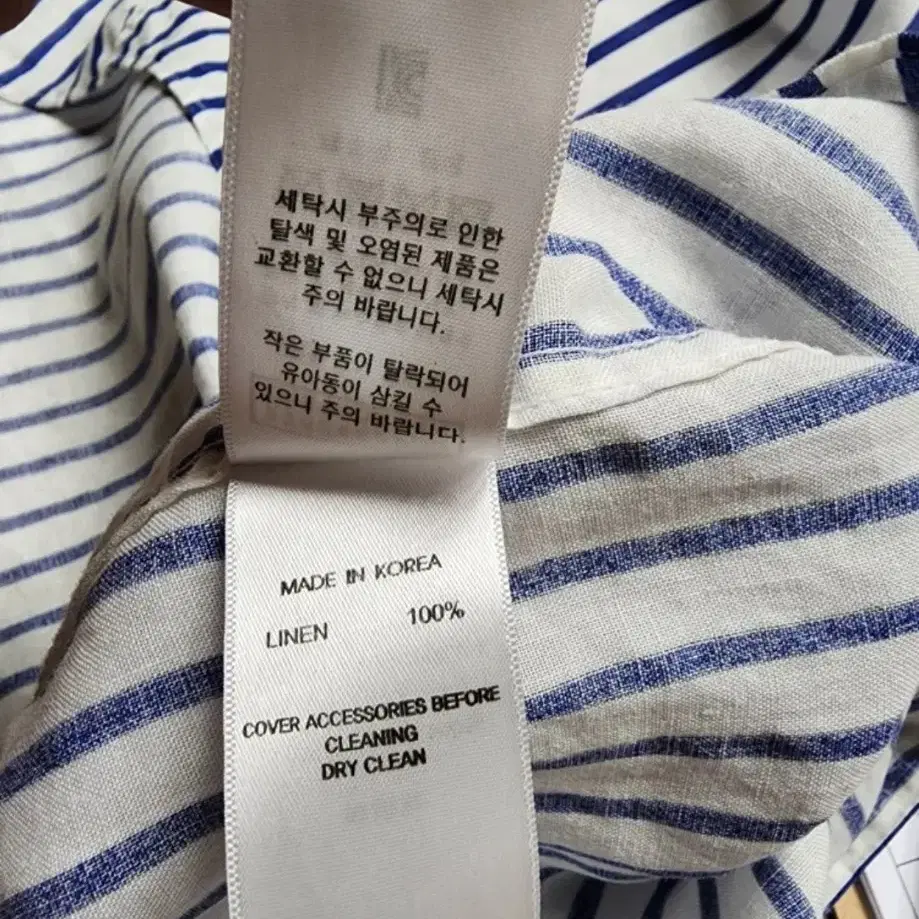 세탁시 부주의로 인한
탈색 및 오염된 제품은
교환할 수 없으니 세탁시
주의 바랍니다.
작은 부품이 탈락되어
유아동이 삼킬 수
있으니 주의 바랍니다.
MADE IN KOREA
LINEN 100%
COVER ACCESSORIES BEFORE
CLEANING
DRY CLEAN